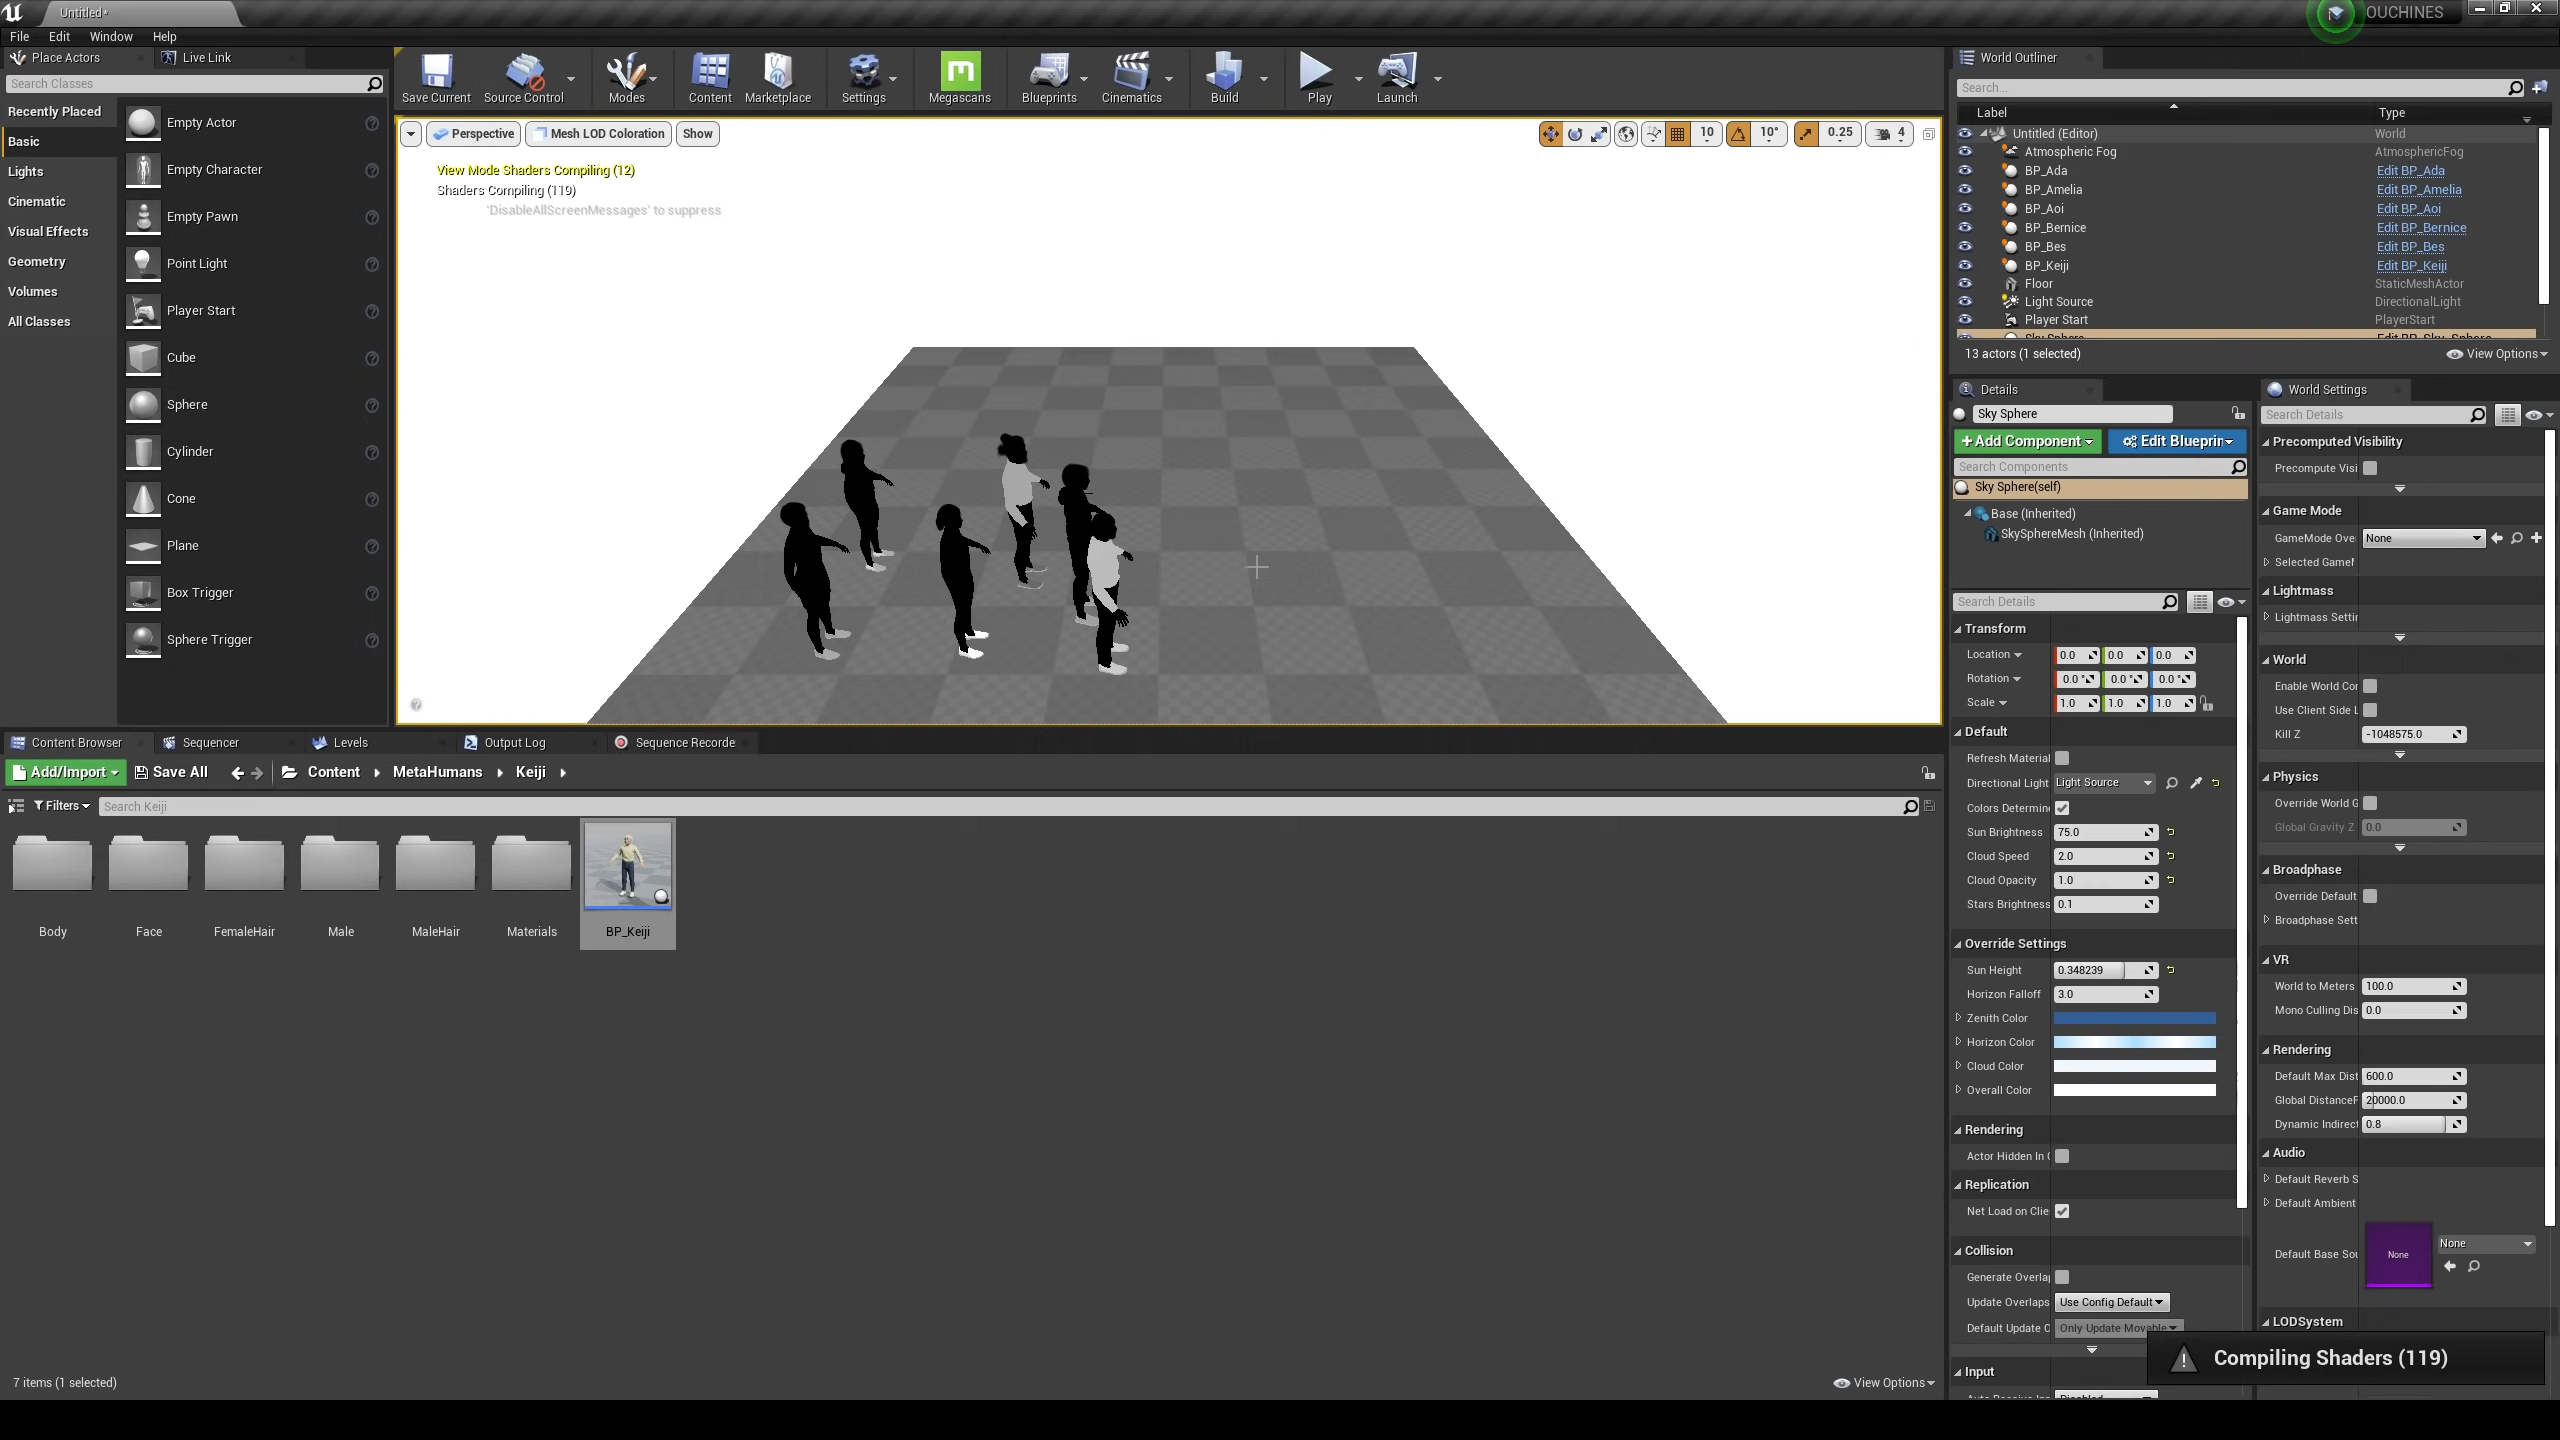 Untitled*
OUCHINES
File Edit Window Help
Place Actors
Live Link
Search Classes
Recently Placed
Basic
Lights
Cinematic
Visual Effects
Geometry
Volumes
All Classes
Empty Actor
Empty Character
Empty Pawn
Point Light
Player Start
Cube
Sphere
Cylinder
Cone
Plane
Box Trigger
Sphere Trigger
Save Current
Source Control
Modes
Content
Marketplace
Settings
Megascans
Blueprints
Cinematics
Build
Play
Launch
Perspective
Mesh LOD Coloration
Show
10
10°
0.25
4
View Mode Shaders Compiling (12)
Shaders Compiling (119)
'DisableAllScreenMessages' to suppress
World Outliner
Search...
Label Type
Untitled (Editor) World
Atmospheric Fog AtmosphericFog
BP_Ada Edit BP_Ada
BP_Amelia Edit BP_Amelia
BP_Aoi Edit BP_Aoi
BP_Bernice Edit BP_Bernice
BP_Bes Edit BP_Bes
BP_Keiji Edit BP_Keiji
Floor StaticMeshActor
Light Source DirectionalLight
Player Start PlayerStart
Sky Sphere Edit BP_Sky_Sphere
13 actors (1 selected)
View Options
Details
Sky Sphere
+Add Component
Edit Blueprin
Search Components
Sky Sphere(self)
Base (Inherited)
SkySphereMesh (Inherited)
Search Details
Transform
Location 0.0 0.0 0.0
Rotation 0.0 ° 0.0 ° 0.0 °
Scale 1.0 1.0 1.0
Default
Refresh Material
Directional Light Light Source
Colors Determine
Sun Brightness 75.0
Cloud Speed 2.0
Cloud Opacity 1.0
Stars Brightness 0.1
Override Settings
Sun Height 0.348239
Horizon Falloff 3.0
Zenith Color
Horizon Color
Cloud Color
Overall Color
Rendering
Actor Hidden In
Replication
Net Load on Clie
Collision
Generate Overla
Update Overlaps Use Config Default
Default Update C Only Update Movable
Input
World Settings
Search Details
Precomputed Visibility
Precompute Visi
Game Mode
GameMode Ove None
Selected GameM
Lightmass
Lightmass Settin
World
Enable World Cor
Use Client Side L
Kill Z -1048575.0
Physics
Override World G
Global Gravity Z 0.0
Broadphase
Override Default
Broadphase Sett
VR
World to Meters 100.0
Mono Culling Dis 0.0
Rendering
Default Max Dist 600.0
Global DistanceF 20000.0
Dynamic Indirect 0.8
Audio
Default Reverb S
Default Ambient
Default Base Sou None None
LODSystem
Compiling Shaders (119)
Content Browser
Sequencer
Levels
Output Log
Sequence Recorde
Add/Import
Save All
Content
MetaHumans
Keiji
Filters
Search Keiji
Body
Face
FemaleHair
Male
MaleHair
Materials
BP_Keiji
7 items (1 selected)
View Options